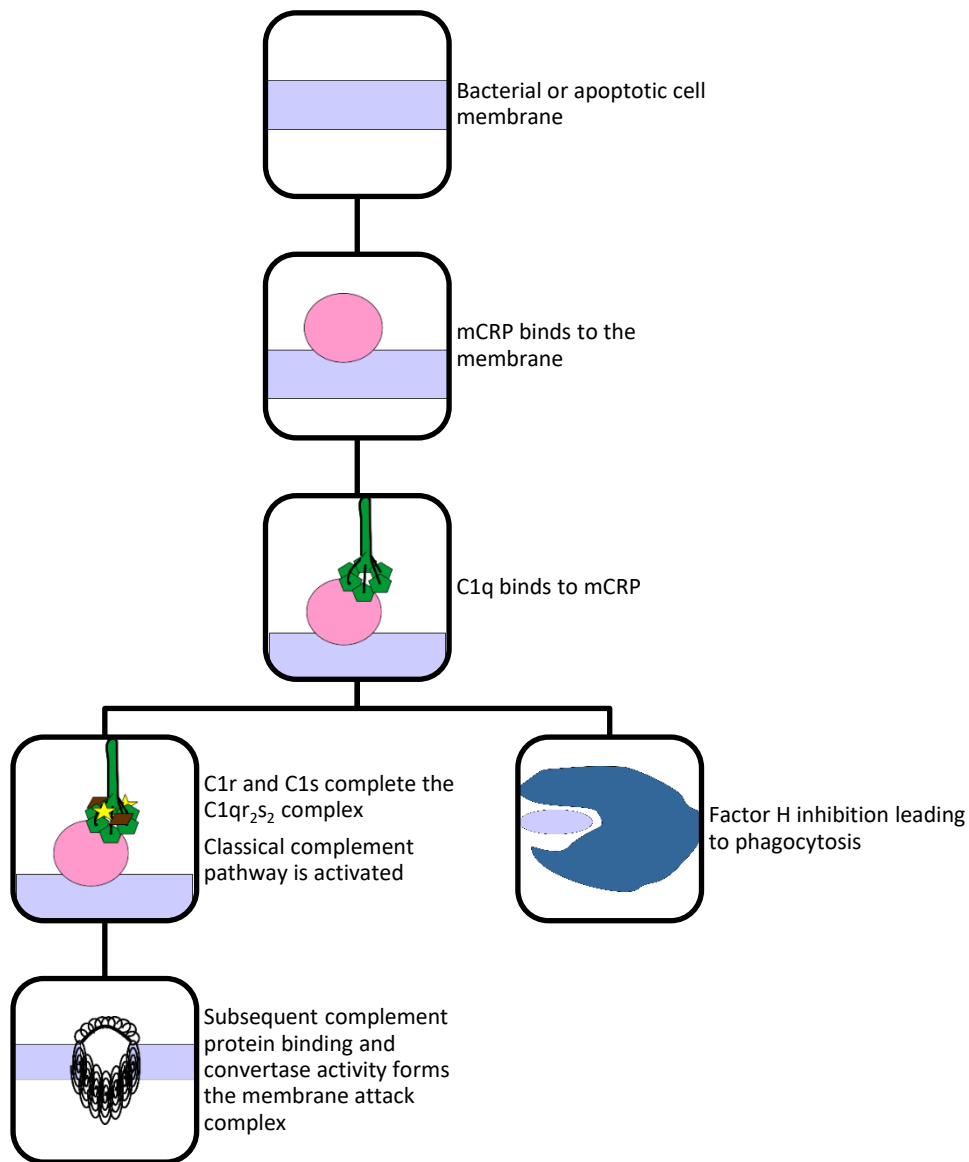 Bacterial or apoptotic cell
membrane
mCRP binds to the
membrane
C1q binds to mCRP
C1r and C1s complete the
C1qr₂s₂ complex
Classical complement
pathway is activated
Factor H inhibition leading
to phagocytosis
Subsequent complement
protein binding and
convertase activity forms
the membrane attack
complex